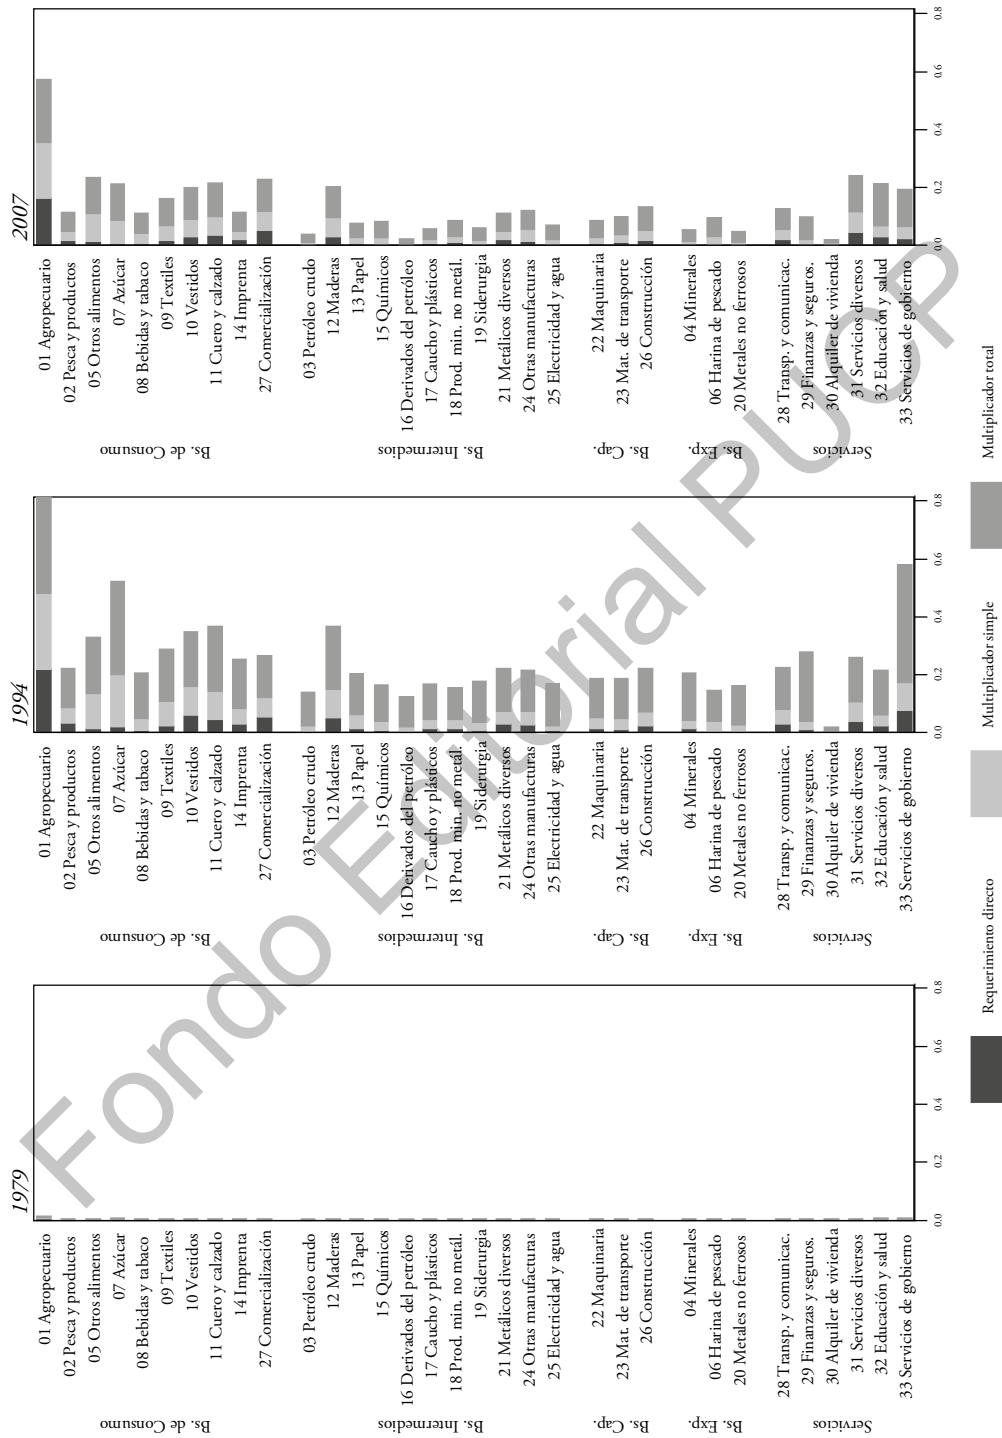 1979
Bs. de Consumo
01 Agropecuario
02 Pesca y productos
05 Otros alimentos
07 Azúcar
08 Bebidas y tabaco
09 Textiles
10 Vestidos
11 Cuero y calzado
14 Imprenta
27 Comercialización
Bs. Intermedios
03 Petróleo crudo
12 Maderas
13 Papel
15 Químicos
16 Derivados del petróleo
17 Caucho y plásticos
18 Prod. min. no metál.
19 Siderurgia
21 Metálicos diversos
24 Otras manufacturas
25 Electricidad y agua
Bs. Cap.
22 Maquinaria
23 Mat. de transporte
26 Construcción
Bs. Exp.
04 Minerales
06 Harina de pescado
20 Metales no ferrosos
Servicios
28 Transp. y comunicac.
29 Finanzas y seguros.
30 Alquiler de vivienda
31 Servicios diversos
32 Educación y salud
33 Servicios de gobierno
0.0 0.2 0.4 0.6 0.8
1994
Bs. de Consumo
01 Agropecuario
02 Pesca y productos
05 Otros alimentos
07 Azúcar
08 Bebidas y tabaco
09 Textiles
10 Vestidos
11 Cuero y calzado
14 Imprenta
27 Comercialización
Bs. Intermedios
03 Petróleo crudo
12 Maderas
13 Papel
15 Químicos
16 Derivados del petróleo
17 Caucho y plásticos
18 Prod. min. no metál.
19 Siderurgia
21 Metálicos diversos
24 Otras manufacturas
25 Electricidad y agua
Bs. Cap.
22 Maquinaria
23 Mat. de transporte
26 Construcción
Bs. Exp.
04 Minerales
06 Harina de pescado
20 Metales no ferrosos
Servicios
28 Transp. y comunicac.
29 Finanzas y seguros.
30 Alquiler de vivienda
31 Servicios diversos
32 Educación y salud
33 Servicios de gobierno
0.0 0.2 0.4 0.6 0.8
2007
Bs. de Consumo
01 Agropecuario
02 Pesca y productos
05 Otros alimentos
07 Azúcar
08 Bebidas y tabaco
09 Textiles
10 Vestidos
11 Cuero y calzado
14 Imprenta
27 Comercialización
Bs. Intermedios
03 Petróleo crudo
12 Maderas
13 Papel
15 Químicos
16 Derivados del petróleo
17 Caucho y plásticos
18 Prod. min. no metál.
19 Siderurgia
21 Metálicos diversos
24 Otras manufacturas
25 Electricidad y agua
Bs. Cap.
22 Maquinaria
23 Mat. de transporte
26 Construcción
Bs. Exp.
04 Minerales
06 Harina de pescado
20 Metales no ferrosos
Servicios
28 Transp. y comunicac.
29 Finanzas y seguros.
30 Alquiler de vivienda
31 Servicios diversos
32 Educación y salud
33 Servicios de gobierno
0.0 0.2 0.4 0.6 0.8
Requerimiento directo
Multiplicador simple
Multiplicador total
Fondo Editorial PUCP